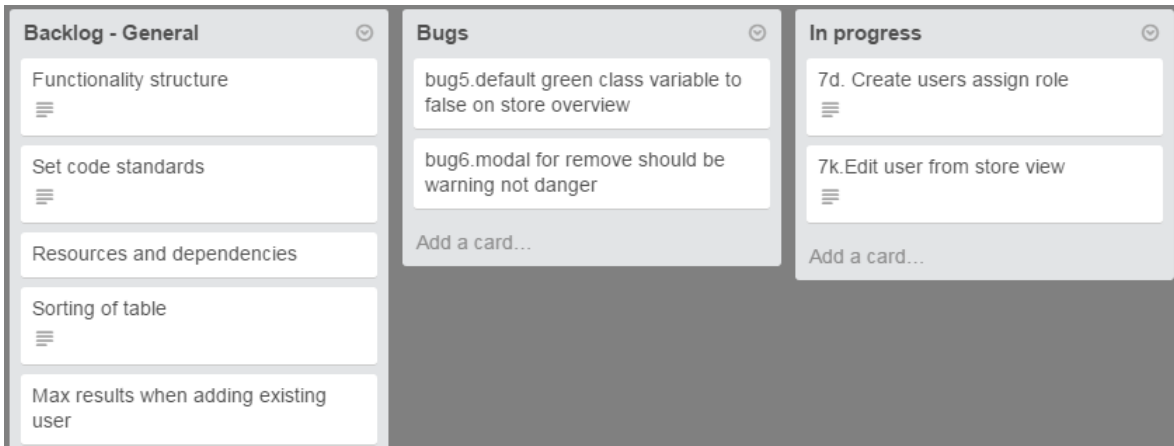 Backlog - General
Functionality structure
Set code standards
Resources and dependencies
Sorting of table
Max results when adding existing
user
Bugs
bug5.default green class variable to
false on store overview
bug6.modal for remove should be
warning not danger
Add a card...
In progress
7d. Create users assign role
7k.Edit user from store view
Add a card...